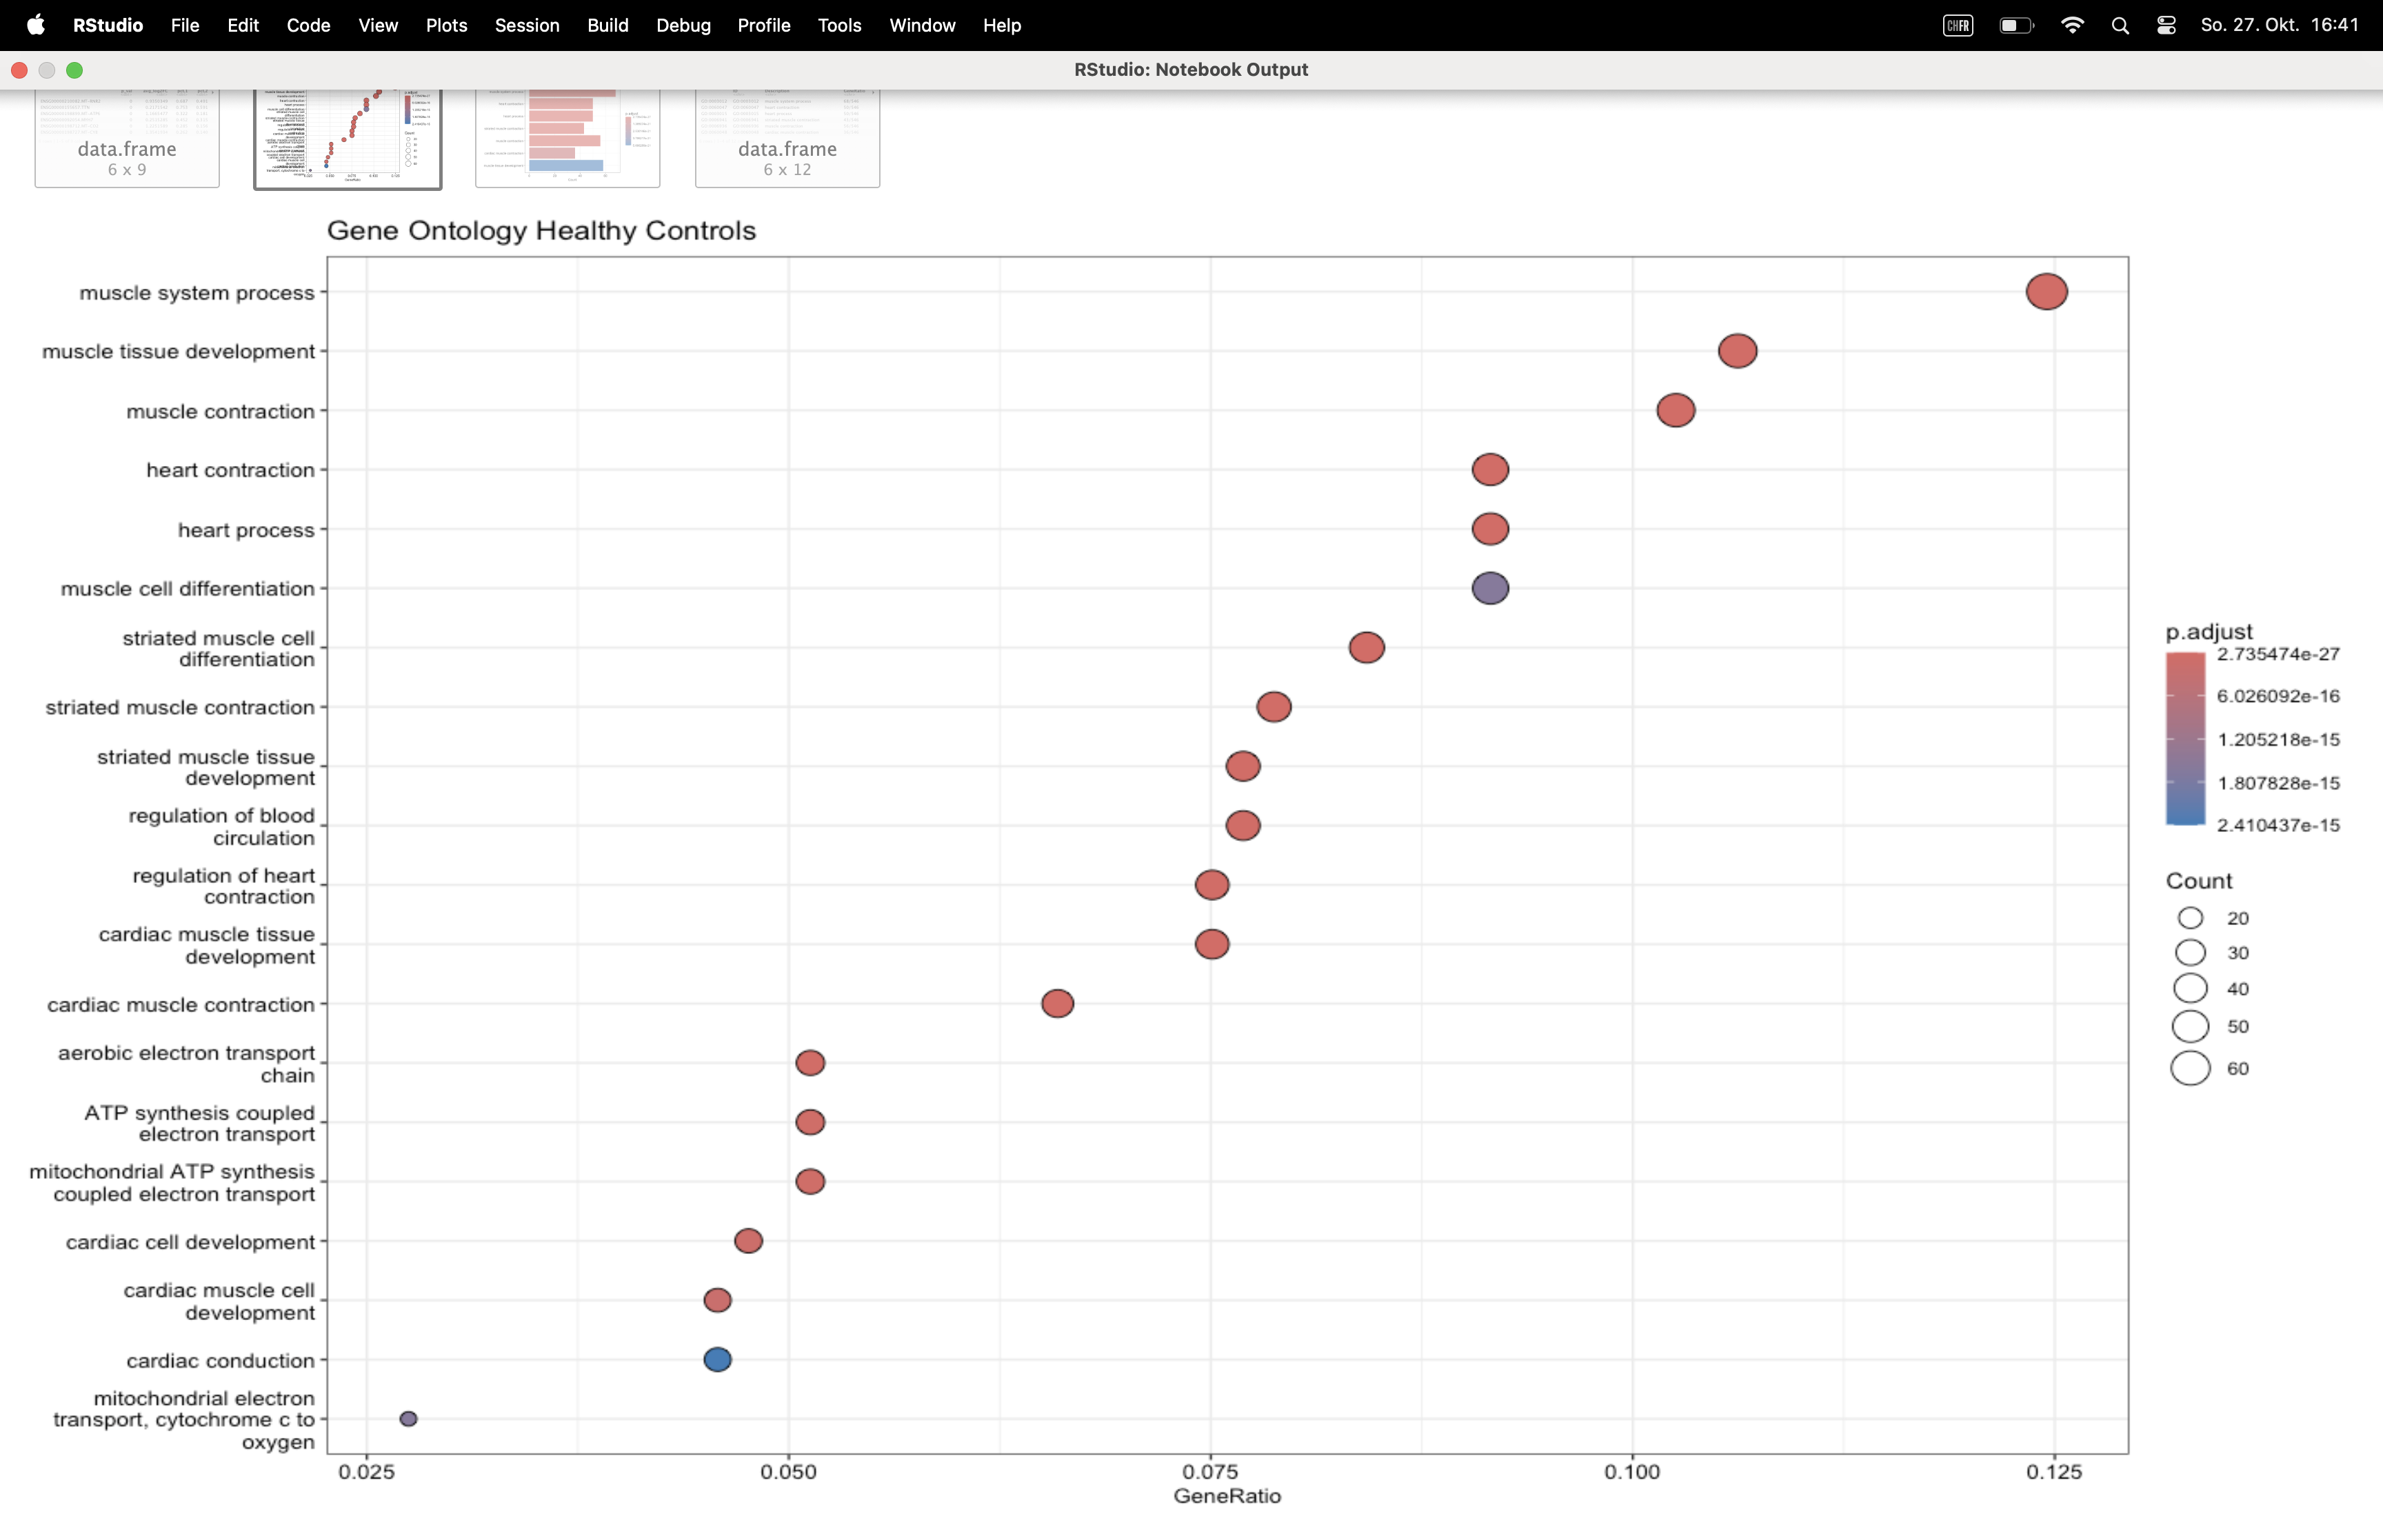 RStudio File Edit Code View Plots Session Build Debug Profile Tools Window Help CHFR So. 27. Okt. 16:41
RStudio: Notebook Output
data.frame
6 x 9
data.frame
6 x 12
Gene Ontology Healthy Controls
muscle system process
muscle tissue development
muscle contraction
heart contraction
heart process
muscle cell differentiation
striated muscle cell
differentiation
striated muscle contraction
striated muscle tissue
development
regulation of blood
circulation
regulation of heart
contraction
cardiac muscle tissue
development
cardiac muscle contraction
aerobic electron transport
chain
ATP synthesis coupled
electron transport
mitochondrial ATP synthesis
coupled electron transport
cardiac cell development
cardiac muscle cell
development
cardiac conduction
mitochondrial electron
transport, cytochrome c to
oxygen
0.025 0.050 0.075 0.100 0.125
GeneRatio
p.adjust
2.735474e-27
6.026092e-16
1.205218e-15
1.807828e-15
2.410437e-15
Count
20
30
40
50
60